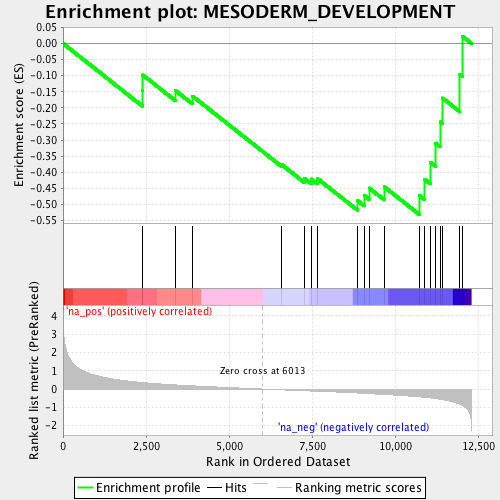 Enrichment plot: MESODERM_DEVELOPMENT
Enrichment score (ES)
0.05
0.00
-0.05
-0.10
-0.15
-0.20
-0.25
-0.30
-0.35
-0.40
-0.45
-0.50
-0.55
'na_pos' (positively correlated)
Ranked list metric (PreRanked)
4
3
2
1
0
-1
-2
Zero cross at 6013
'na_neg' (negatively correlated)
0
2,500
5,000
7,500
10,000
12,500
Rank in Ordered Dataset
Enrichment profile
Hits
Ranking metric scores